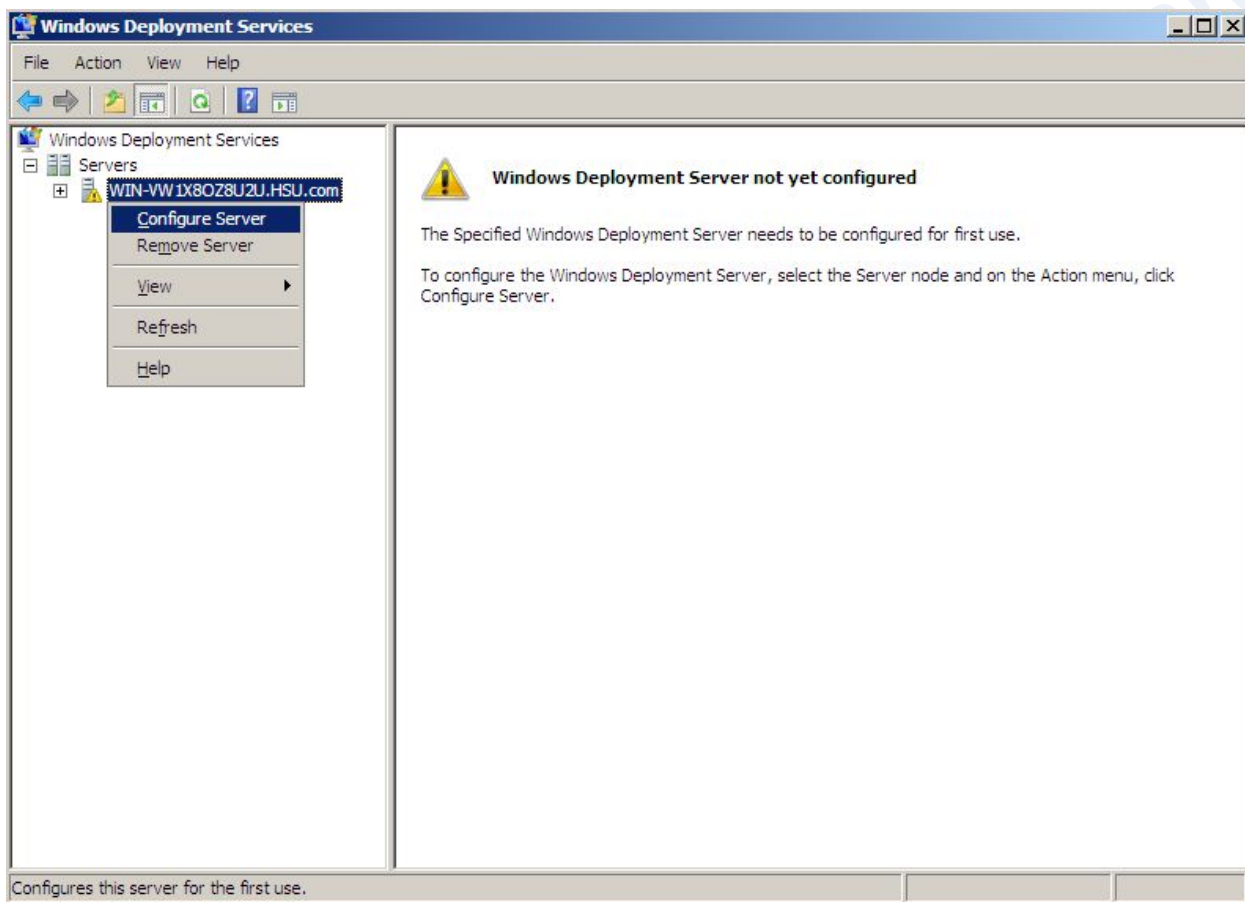 Windows Deployment Services
File Action View Help
Windows Deployment Services
Servers
WIN-VW1X8OZ8U2U.HSU.com
Configure Server
Remove Server
View
Refresh
Help
Windows Deployment Server not yet configured
The Specified Windows Deployment Server needs to be configured for first use.
To configure the Windows Deployment Server, select the Server node and on the Action menu, click
Configure Server.
Configures this server for the first use.